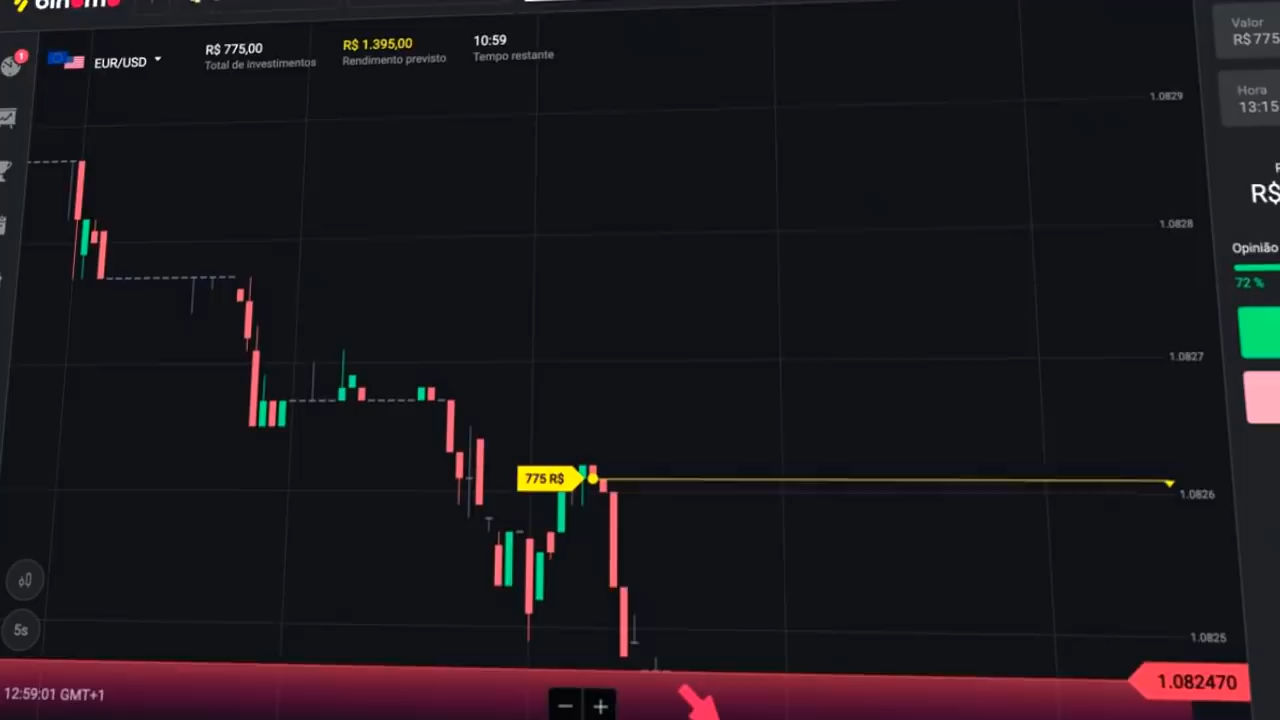 binomo
1
EUR/USD
R$ 775,00
Total de investimentos
R$ 1.395,00
Rendimento previsto
10:59
Tempo restante
Valor
R$ 775
Hora
13:15
R$
Opinião
72 %
1.0829
1.0828
1.0827
775 R$
1.0826
1.0825
1.082470
5s
12:59:01 GMT+1